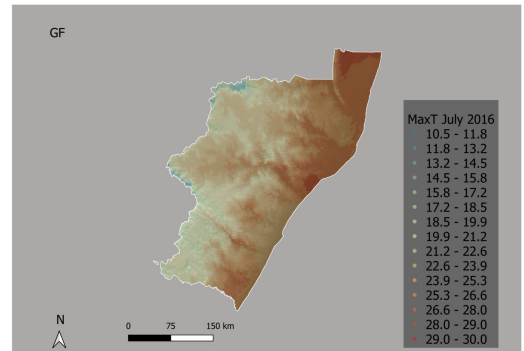 GF
MaxT July 2016
10.5 - 11.8
11.8 - 13.2
13.2 - 14.5
14.5 - 15.8
15.8 - 17.2
17.2 - 18.5
18.5 - 19.9
19.9 - 21.2
21.2 - 22.6
22.6 - 23.9
23.9 - 25.3
25.3 - 26.6
26.6 - 28.0
28.0 - 29.0
29.0 - 30.0
N
0 75 150 km